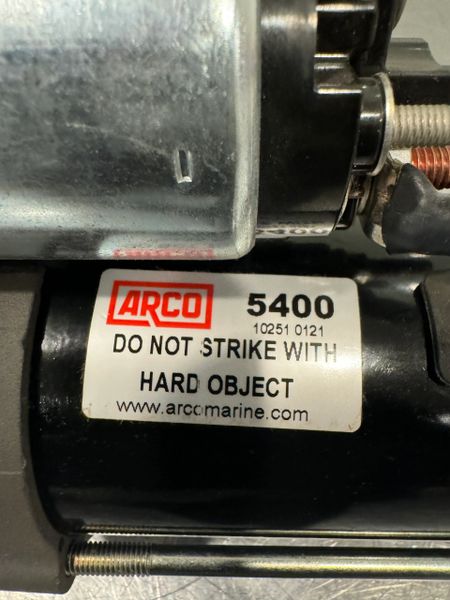 ARCO 5400
10251 0121
DO NOT STRIKE WITH
HARD OBJECT
www.arcomarine.com